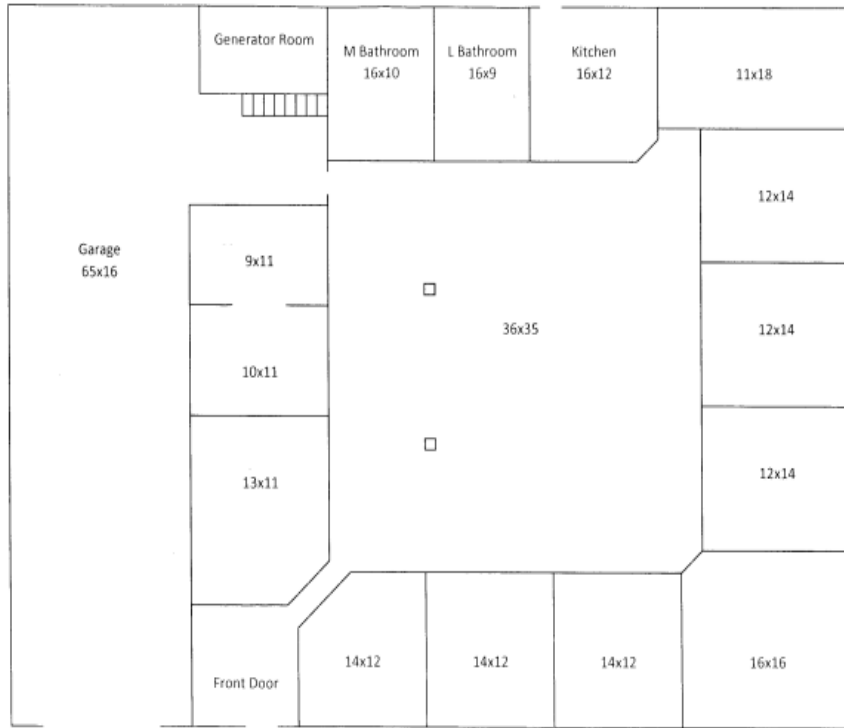 Generator Room
M Bathroom
16x10
L Bathroom
16x9
Kitchen
16x12
11x18
12x14
Garage
65x16
9x11
36x35
12x14
10x11
13x11
12x14
14x12
14x12
14x12
16x16
Front Door